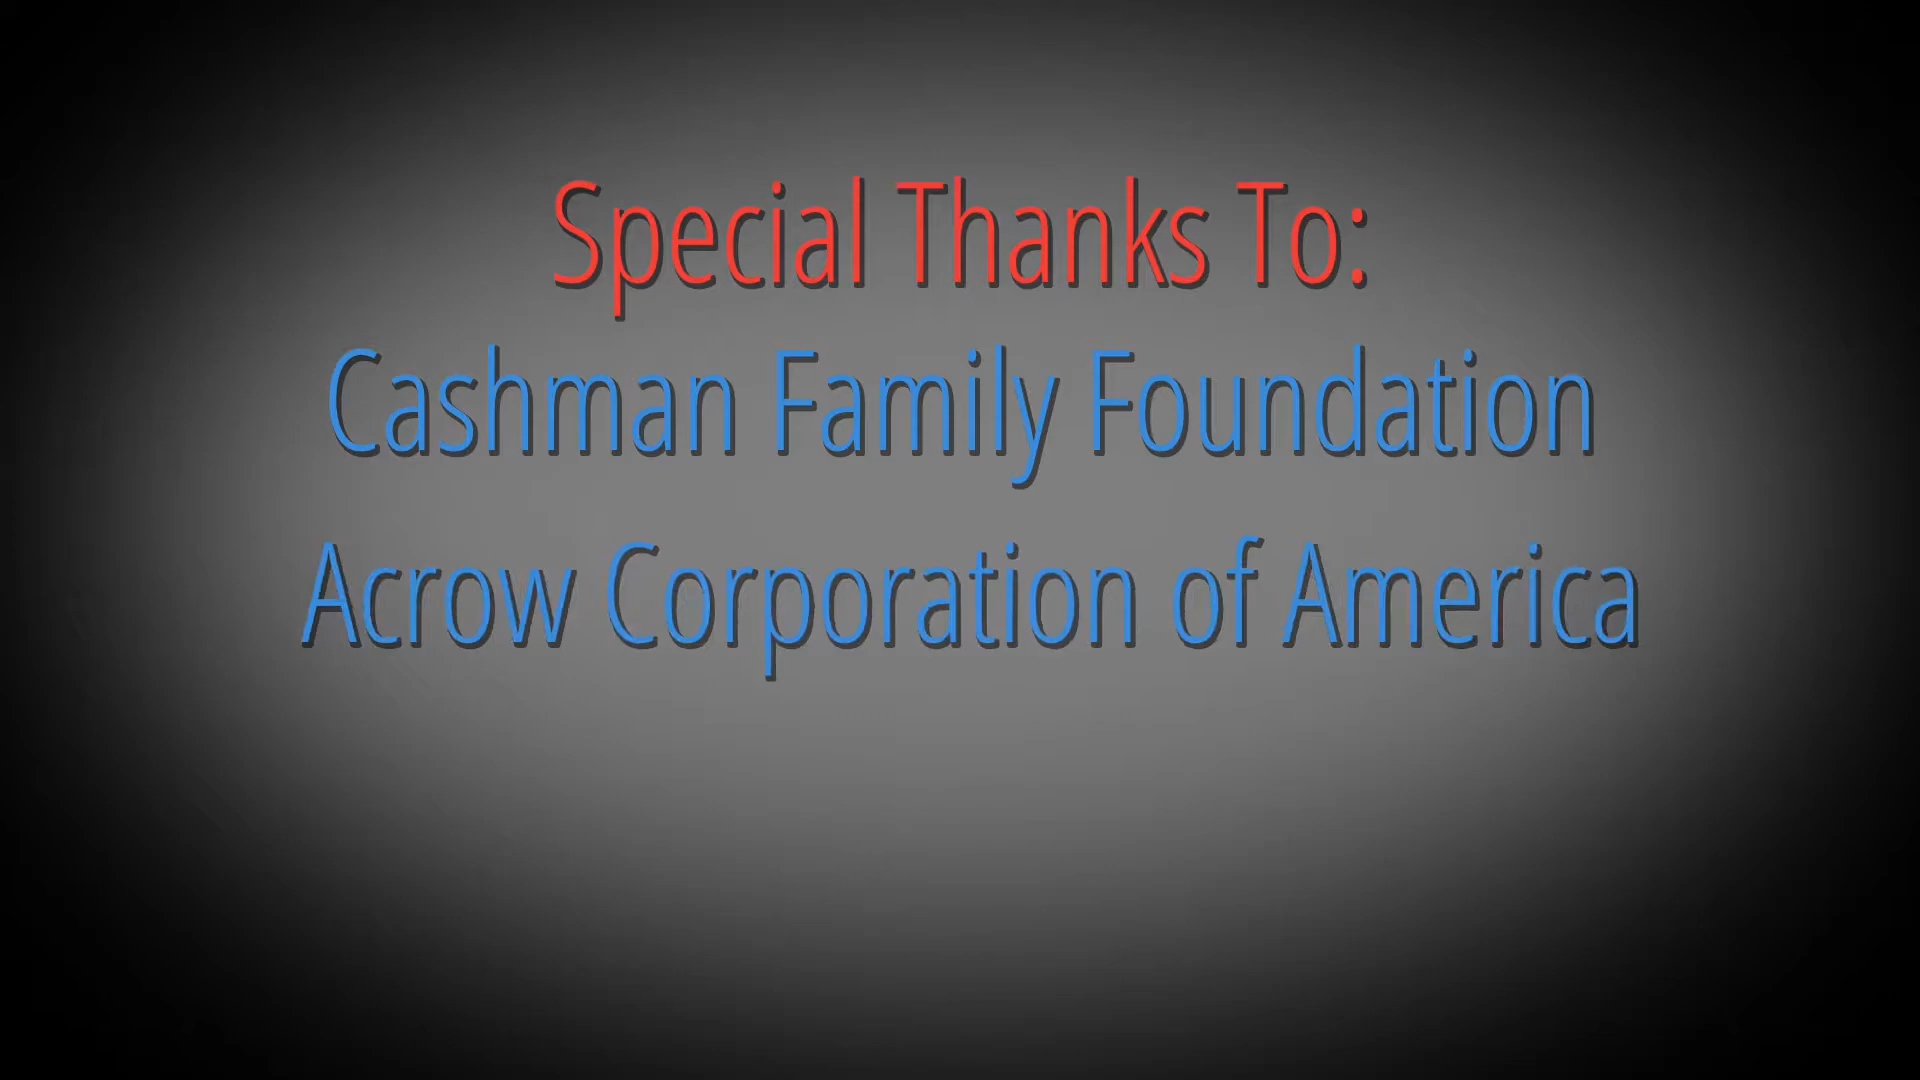 Special Thanks To:
Cashman Family Foundation
Acrow Corporation of America